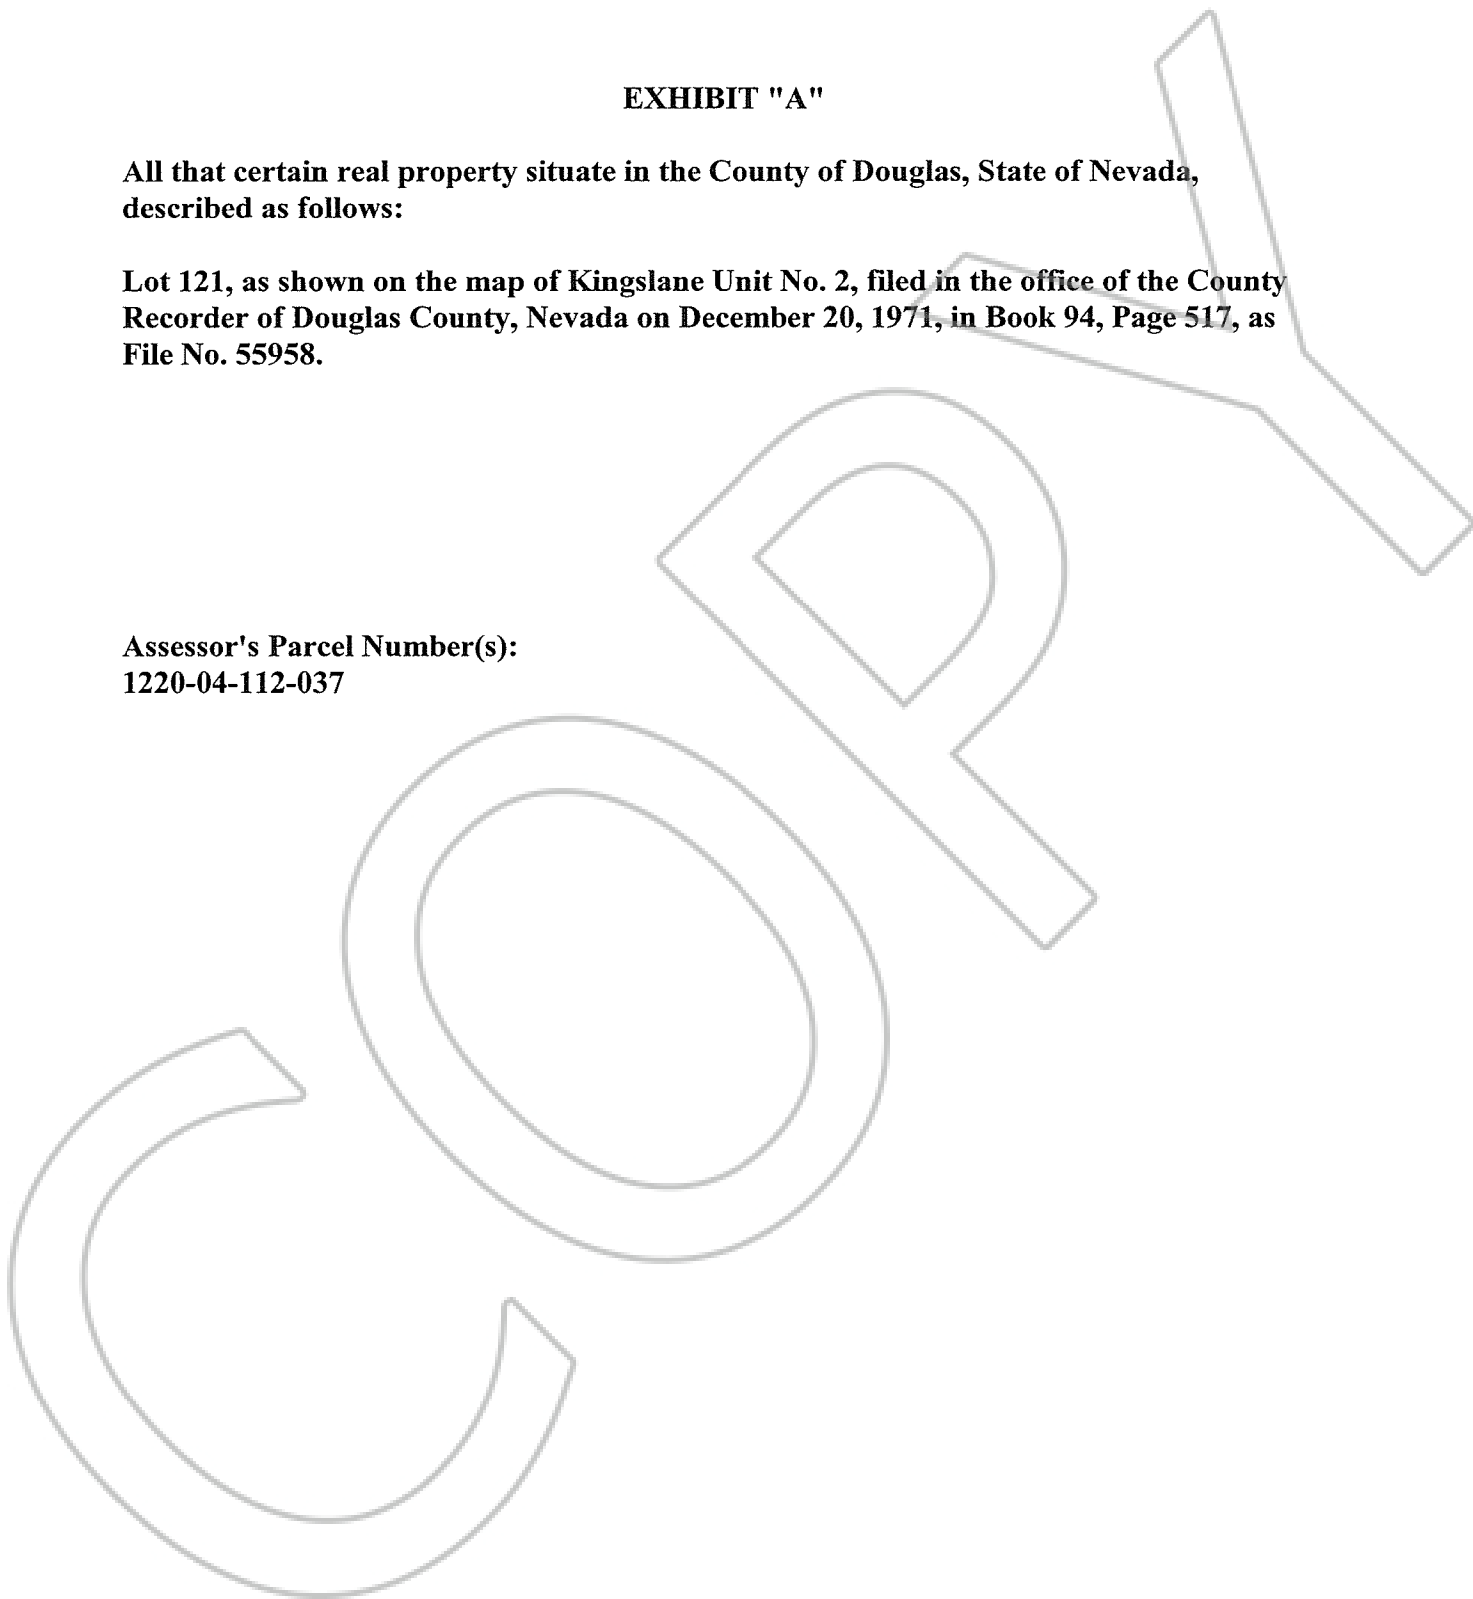 EXHIBIT "A"
All that certain real property situate in the County of Douglas, State of Nevada,
described as follows:
Lot 121, as shown on the map of Kingslane Unit No. 2, filed in the office of the County
Recorder of Douglas County, Nevada on December 20, 1971, in Book 94, Page 517, as
File No. 55958.
Assessor's Parcel Number(s):
1220-04-112-037
COPY